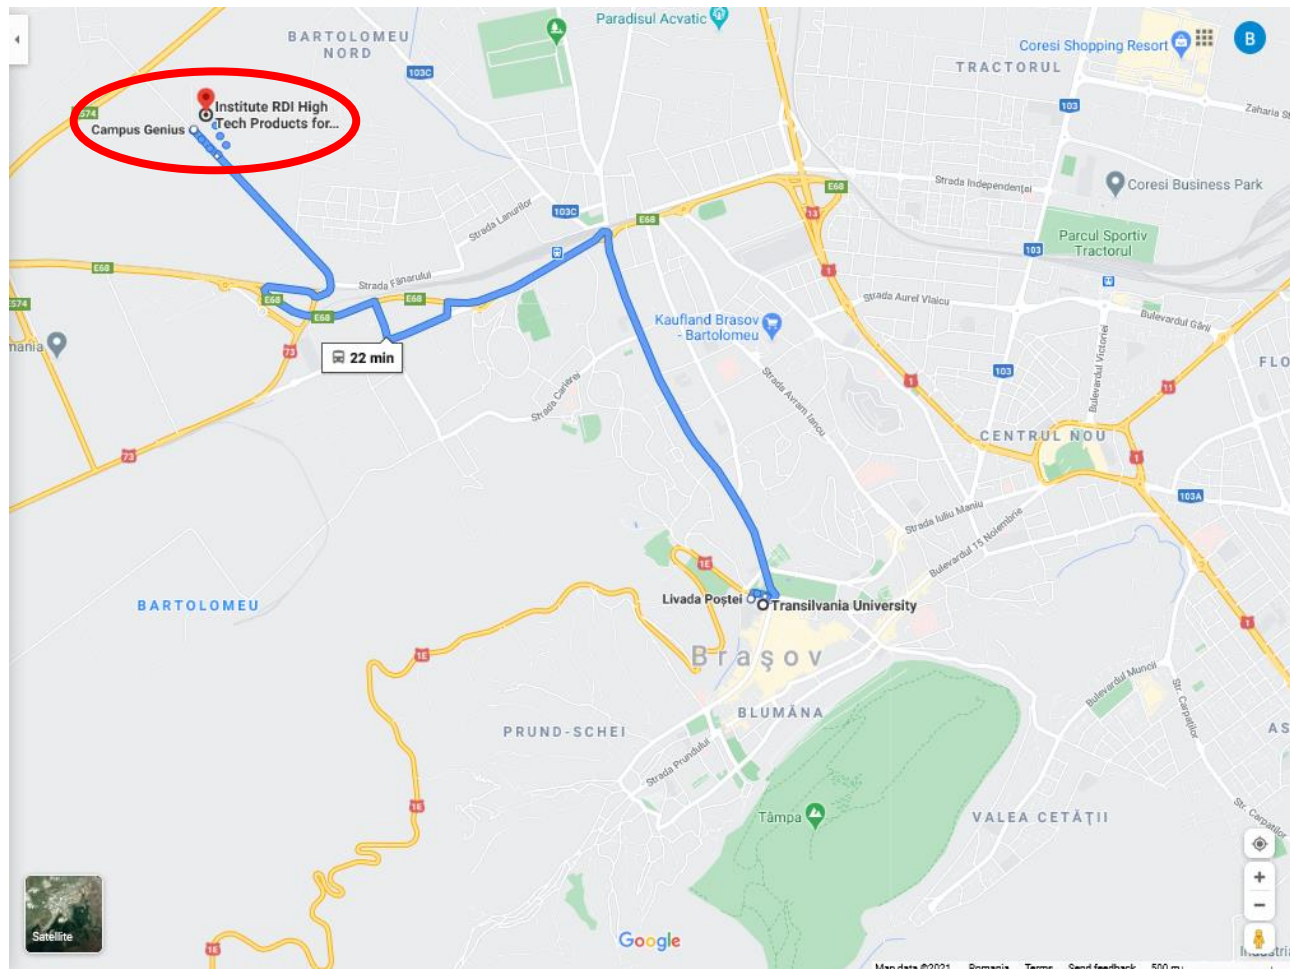 Paradisul Acvatic
BARTOLOMEU
NORD
Coresi Shopping Resort
B
TRACTORUL
103C
103
Zaharia
Institute RDI High
Tech Products for...
Campus Genius
E68
Strada Independenței
Coresi Business Park
103C
Strada Lanurilor
E68
13
Parcul Sportiv
Tractorul
103
E68
Strada Fânarului
1
E68
E68
E68
Strada Aurel Vlaicu
Bulevardul Gării
Kaufland Brasov
- Bartolomeu
Bulevardul Victoriei
73
22 min
FLO
103
Strada Avram Iancu
1
11
Strada Carierei
CENTRUL NOU
73
1
103A
Strada Iuliu Maniu
Bulevardul 15 Noiembrie
1E
Livada Poștei
Transilvania University
BARTOLOMEU
1
1E
Brașov
Bulevardul Muncii
Str. Carpaților
BLUMĂNA
PRUND-SCHEI
AS
Strada Prundului
1E
Tâmpa
VALEA CETĂȚII
Str. Carpaților
Satellite
Google
1E
Map data ©2021 Romania Terms Send feedback